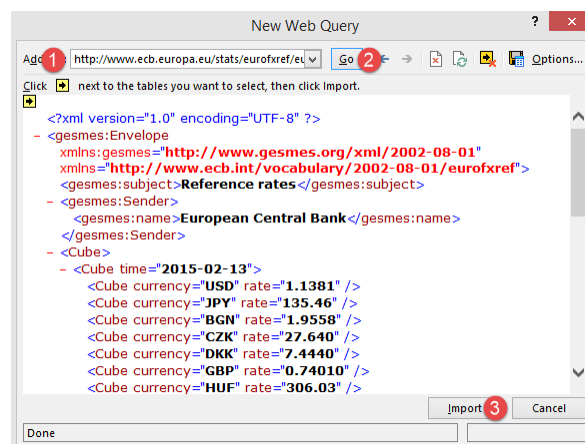 New Web Query
? ×
Address: 1 http://www.ecb.europa.eu/stats/eurofxref/eu Go 2 Options...
Click next to the tables you want to select, then click Import.
<?xml version="1.0" encoding="UTF-8" ?>
– <gesmes:Envelope
xmlns:gesmes="http://www.gesmes.org/xml/2002-08-01"
xmlns="http://www.ecb.int/vocabulary/2002-08-01/eurofxref">
<gesmes:subject>Reference rates</gesmes:subject>
– <gesmes:Sender>
<gesmes:name>European Central Bank</gesmes:name>
</gesmes:Sender>
– <Cube>
– <Cube time="2015-02-13">
<Cube currency="USD" rate="1.1381" />
<Cube currency="JPY" rate="135.46" />
<Cube currency="BGN" rate="1.9558" />
<Cube currency="CZK" rate="27.640" />
<Cube currency="DKK" rate="7.4440" />
<Cube currency="GBP" rate="0.74010" />
<Cube currency="HUF" rate="306.03" />
Import 3 Cancel
Done